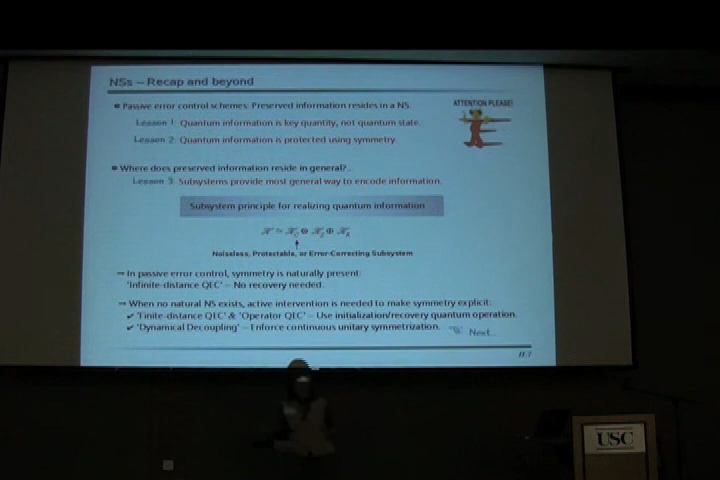 NSs – Recap and beyond
ATTENTION PLEASE!
• Passive error control schemes: Preserved information resides in a NS.
Lesson 1: Quantum information is key quantity, not quantum state.
Lesson 2: Quantum information is protected using symmetry.
• Where does preserved information reside in general?..
Lesson 3: Subsystems provide most general way to encode information.
Subsystem principle for realizing quantum information
Noiseless, Protectable, or Error-Correcting Subsystem
⇒ In passive error control, symmetry is naturally present:
'Infinite-distance QEC' – No recovery needed.
⇒ When no natural NS exists, active intervention is needed to make symmetry explicit:
✔ 'Finite-distance QEC' & 'Operator QEC' – Use initialization/recovery quantum operation.
✔ 'Dynamical Decoupling' – Enforce continuous unitary symmetrization.
Next...
USC